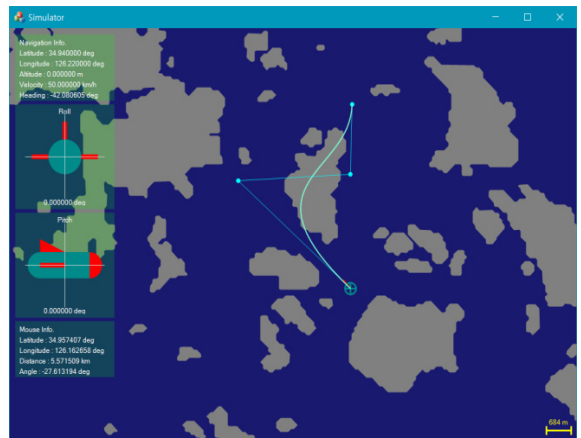 Simulator
Navigation Info.
Latitude : 34.940000 deg
Longitude : 126.220000 deg
Altitude : 0.000000 m
Velocity : 50.000000 km/h
Heading : -42.080605 deg
Roll
0.000000 deg
Pitch
0.000000 deg
Mouse Info.
Latitude : 34.957407 deg
Longitude : 126.162658 deg
Distance : 5.571509 km
Angle : -27.613194 deg
684 m